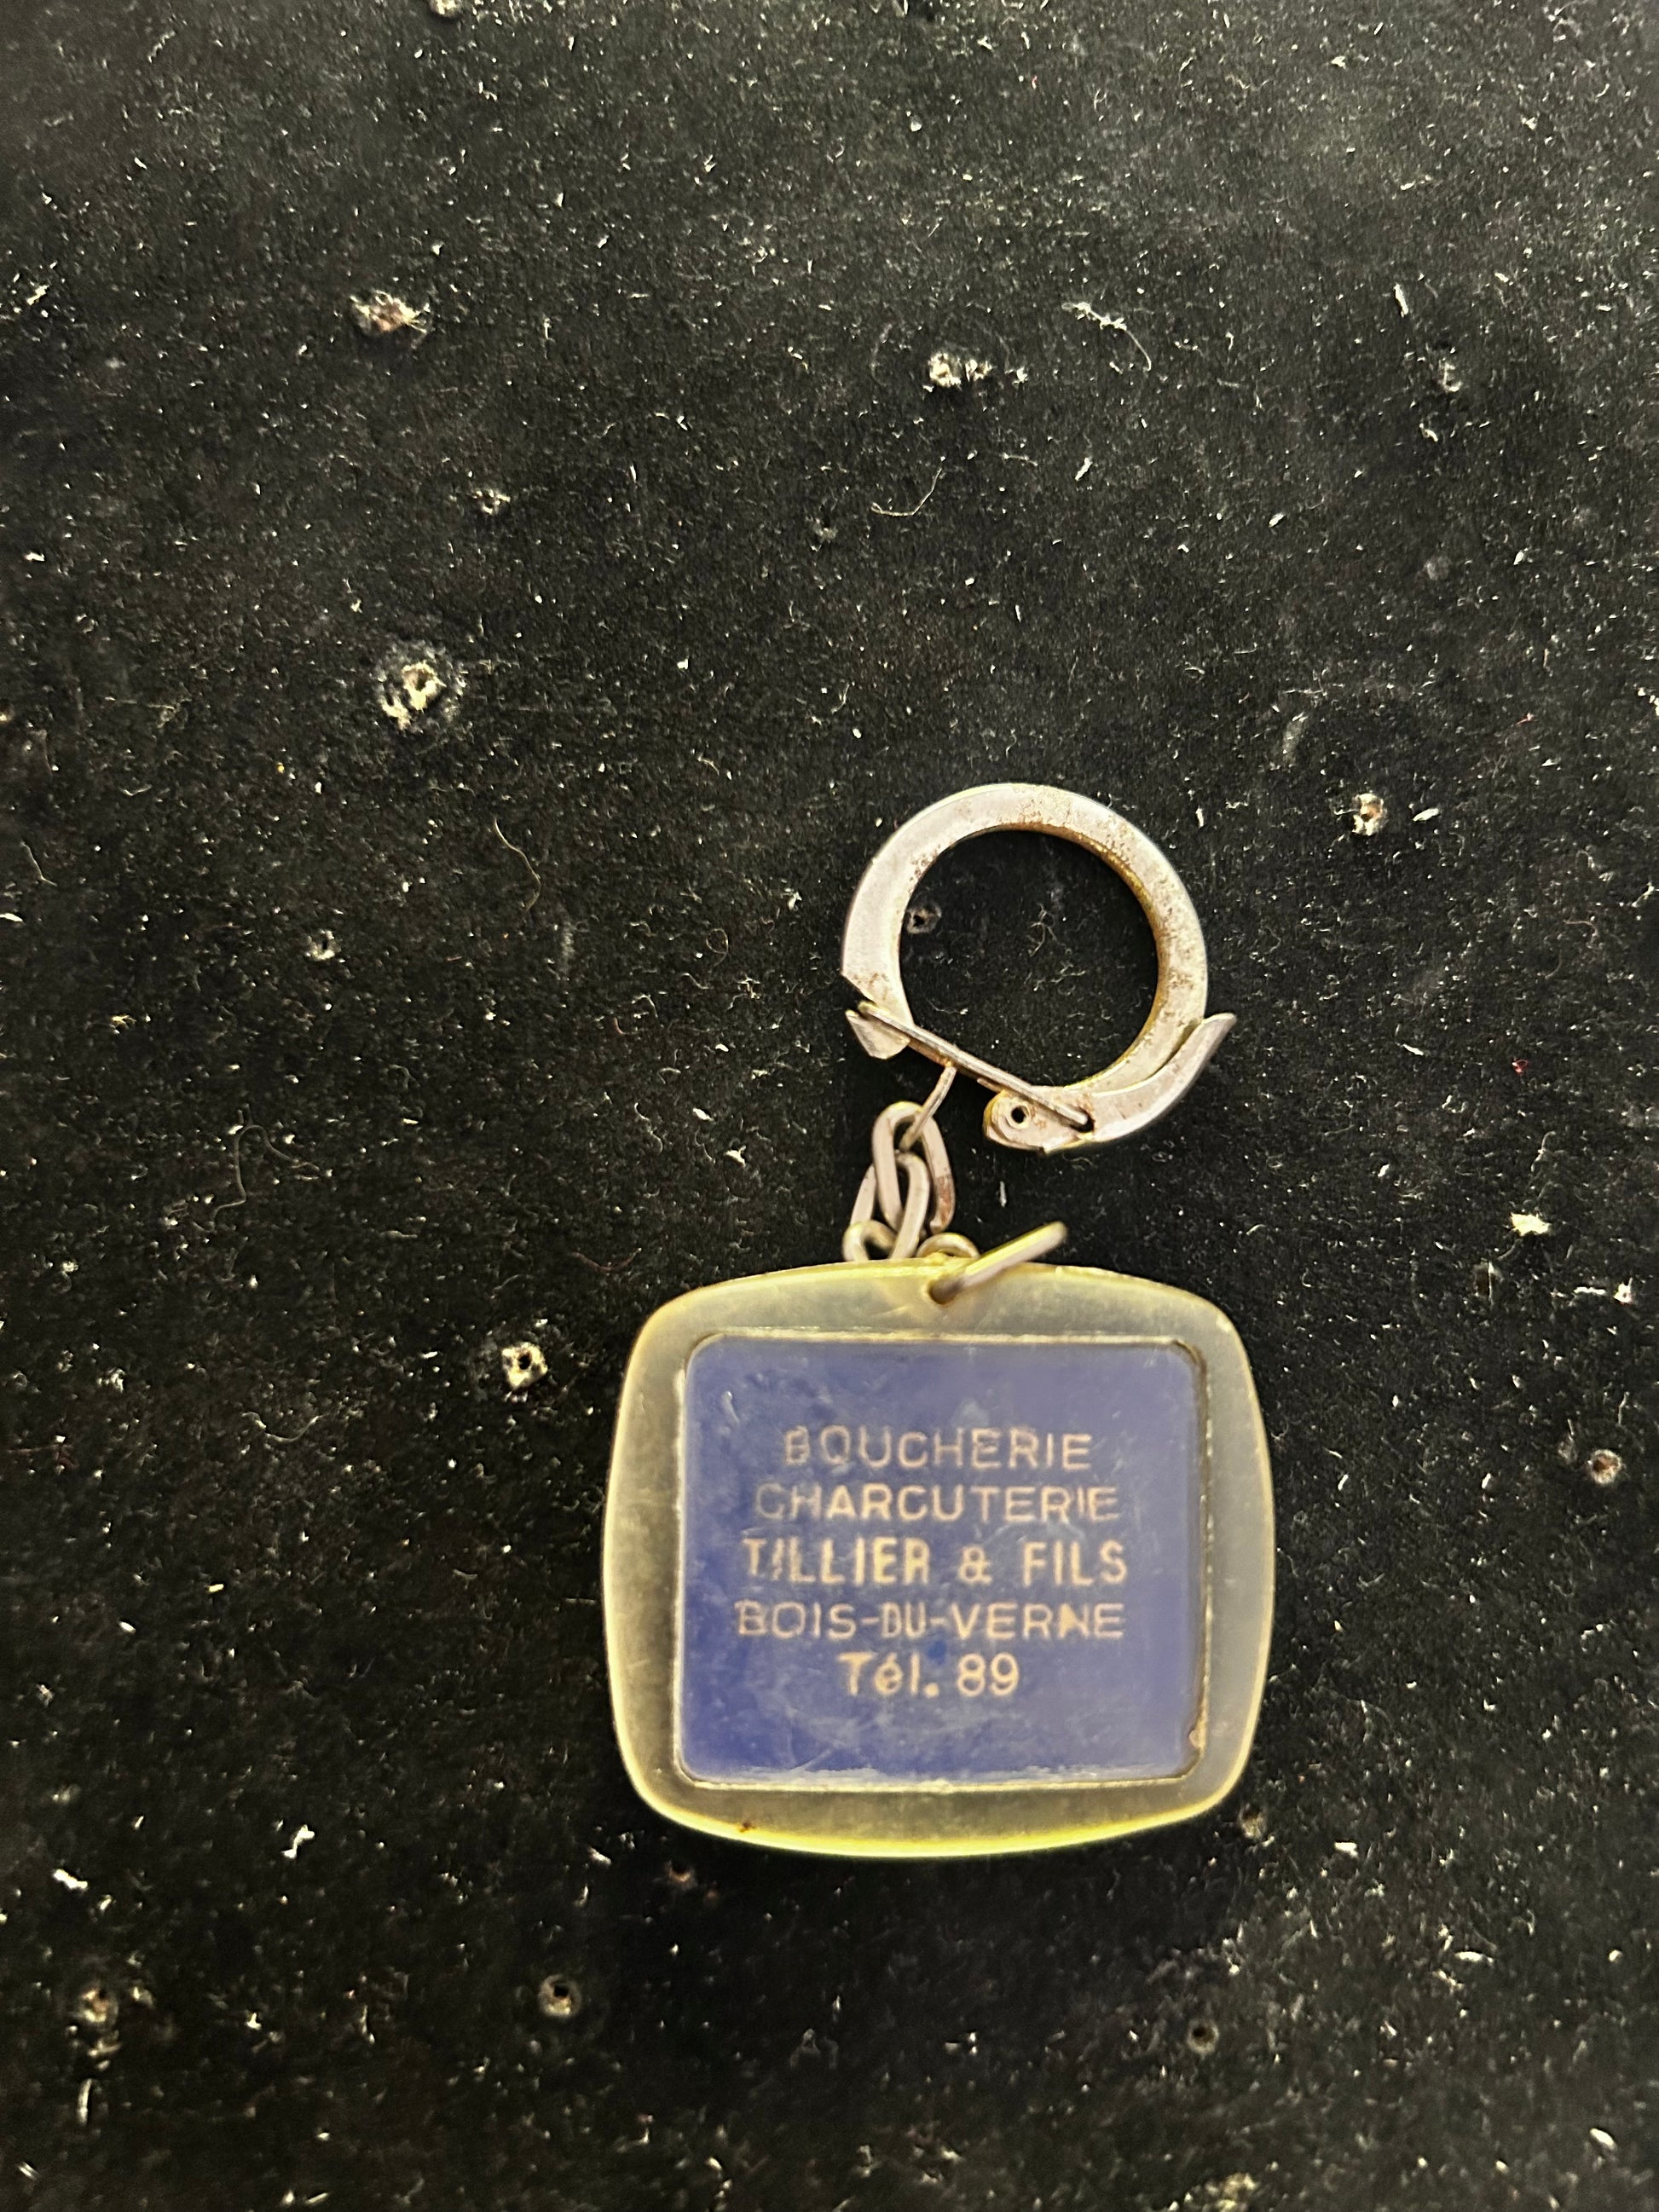 BOUCHERIE
CHARCUTERIE
TILLIER & FILS
BOIS-DU-VERNE
Tél. 89